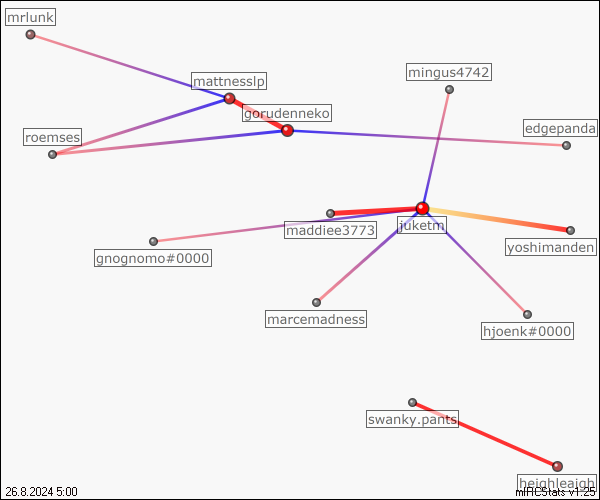 mrlunk
mattnesslp
mingus4742
gorudenneko
edgepanda
roemses
juketm
maddiee3773
yoshimanden
gnognomo#0000
marcemadness
hjoenk#0000
swanky.pants
heighleaigh
26.8.2024 5:00
mIRCStats v1.25